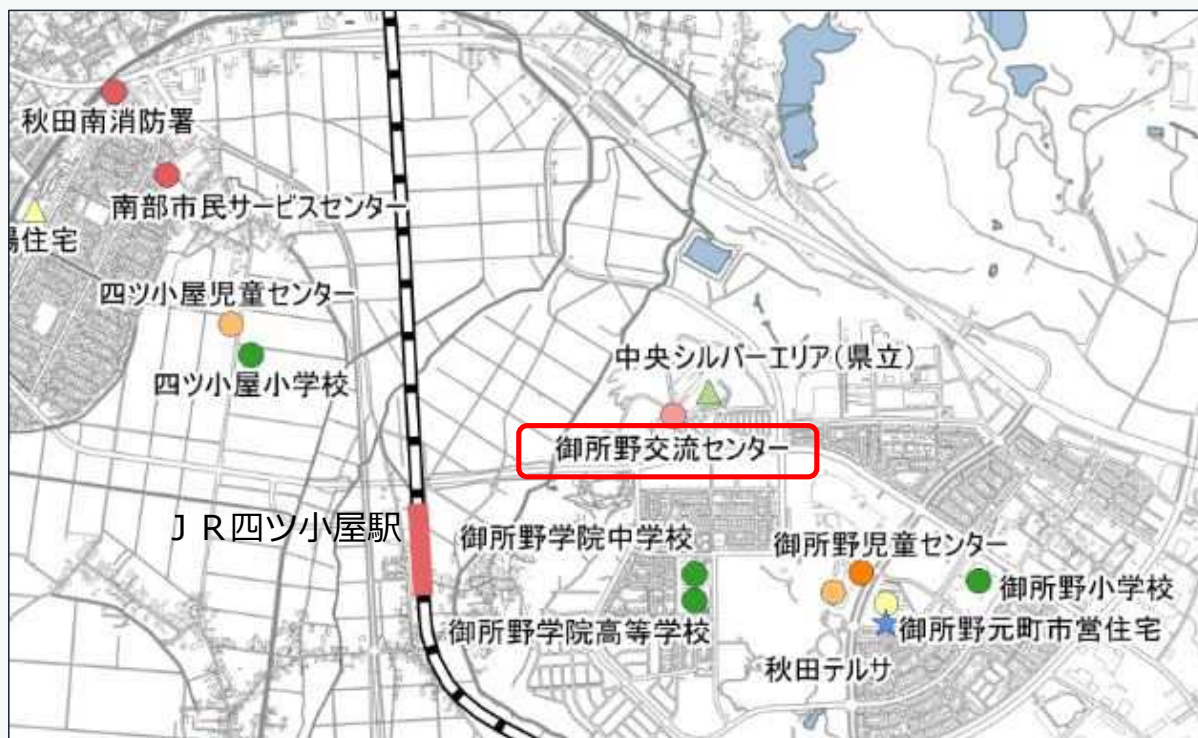 秋田南消防署
南部市民サービスセンター
場住宅
四ツ小屋児童センター
四ツ小屋小学校
中央シルバーエリア（県立）
御所野交流センター
ＪＲ四ツ小屋駅
御所野学院中学校
御所野児童センター
御所野小学校
御所野学院高等学校
御所野元町市営住宅
秋田テルサ